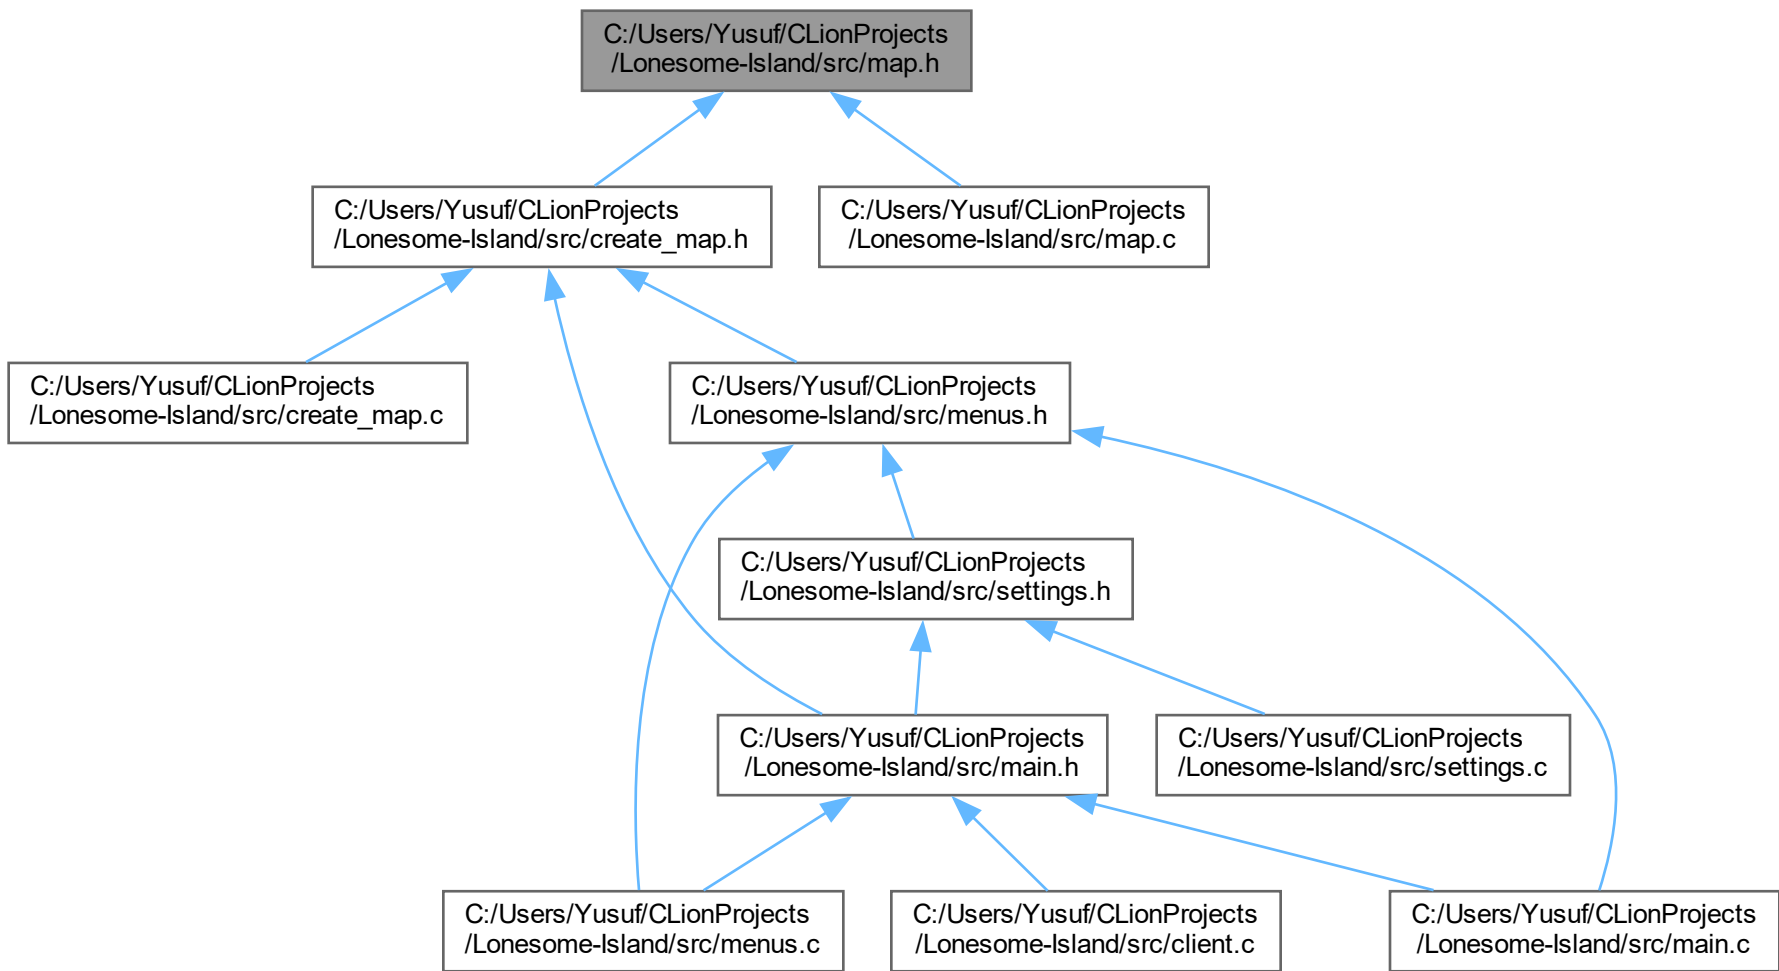 C:/Users/Yusuf/CLionProjects
/Lonesome-Island/src/map.h
C:/Users/Yusuf/CLionProjects
/Lonesome-Island/src/create_map.h
C:/Users/Yusuf/CLionProjects
/Lonesome-Island/src/map.c
C:/Users/Yusuf/CLionProjects
/Lonesome-Island/src/create_map.c
C:/Users/Yusuf/CLionProjects
/Lonesome-Island/src/menus.h
C:/Users/Yusuf/CLionProjects
/Lonesome-Island/src/settings.h
C:/Users/Yusuf/CLionProjects
/Lonesome-Island/src/main.h
C:/Users/Yusuf/CLionProjects
/Lonesome-Island/src/settings.c
C:/Users/Yusuf/CLionProjects
/Lonesome-Island/src/menus.c
C:/Users/Yusuf/CLionProjects
/Lonesome-Island/src/client.c
C:/Users/Yusuf/CLionProjects
/Lonesome-Island/src/main.c